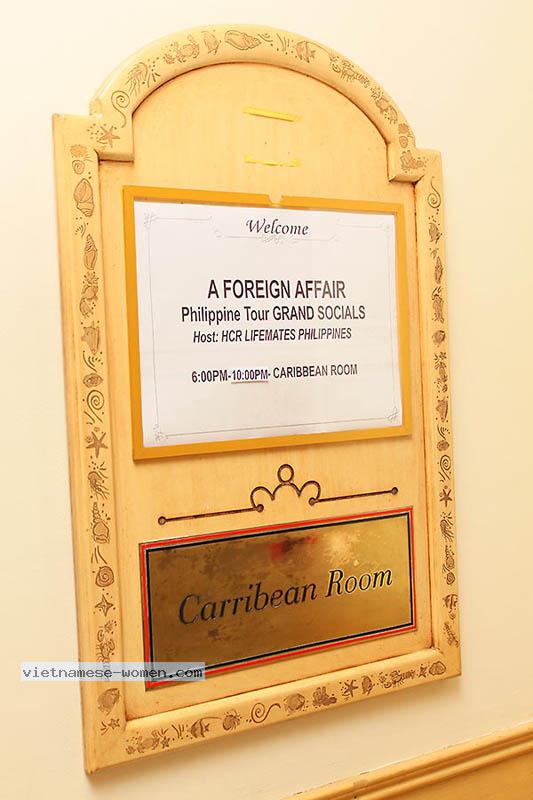 Welcome
A FOREIGN AFFAIR
Philippine Tour GRAND SOCIALS
Host: HCR LIFEMATES PHILIPPINES
6:00PM-10:00PM- CARIBBEAN ROOM
Carribean Room
vietnamese-women.com